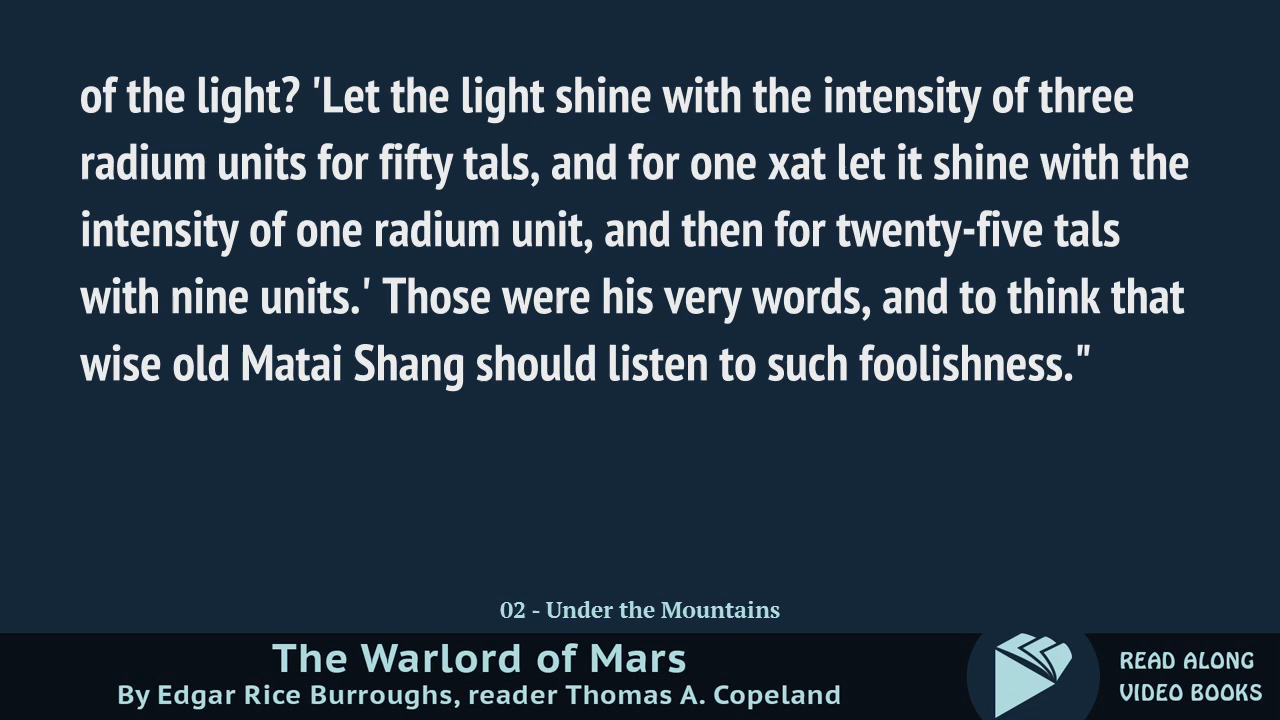 of the light? 'Let the light shine with the intensity of three
radium units for fifty tals, and for one xat let it shine with the
intensity of one radium unit, and then for twenty-five tals
with nine units.' Those were his very words, and to think that
wise old Matai Shang should listen to such foolishness."
02 - Under the Mountains
The Warlord of Mars
By Edgar Rice Burroughs, reader Thomas A. Copeland
READ ALONG
VIDEO BOOKS